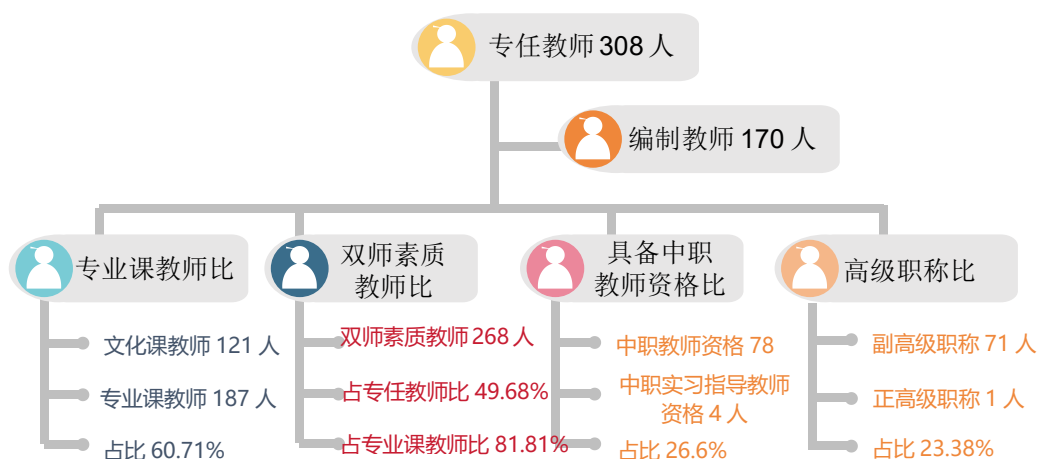 专任教师 308 人
编制教师 170 人
专业课教师比
文化课教师 121 人
专业课教师 187 人
占比 60.71%
双师素质
教师比
双师素质教师 268 人
占专任教师比 49.68%
占专业课教师比 81.81%
具备中职
教师资格比
中职教师资格 78
中职实习指导教师
资格 4 人
占比 26.6%
高级职称比
副高级职称 71 人
正高级职称 1 人
占比 23.38%